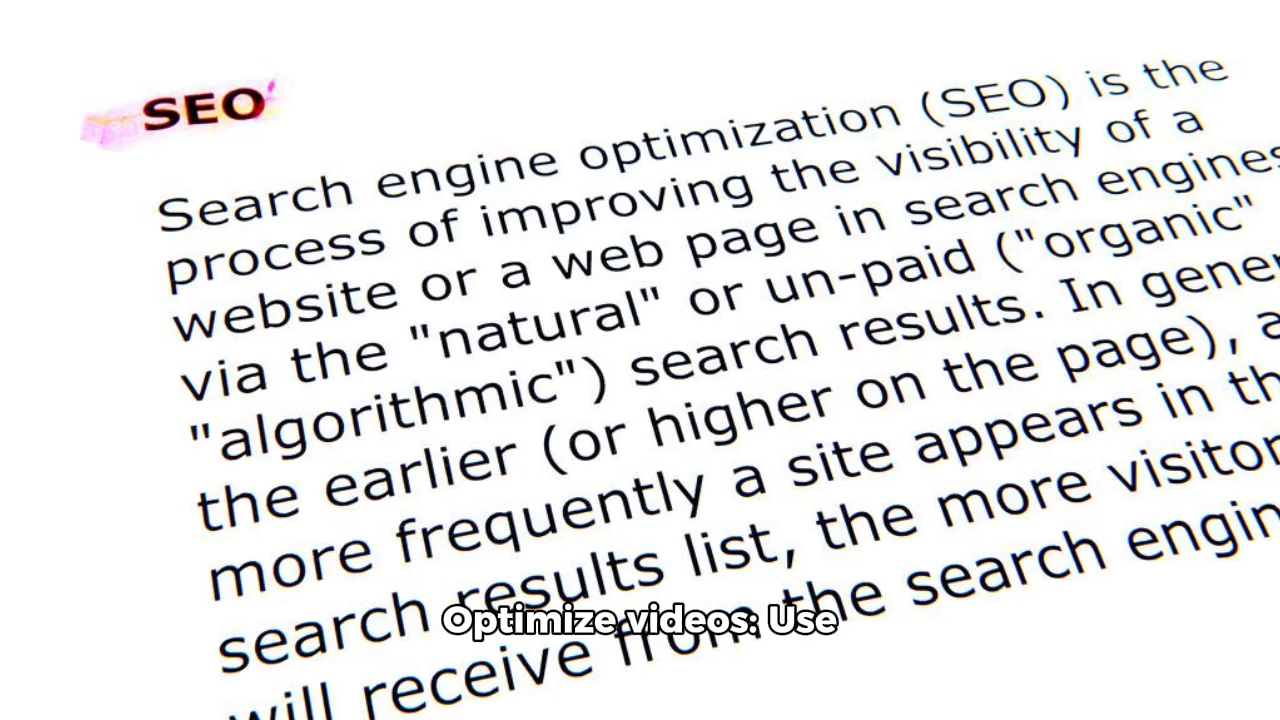 SEO
Search engine optimization (SEO) is the
process of improving the visibility of a
website or a web page in search engines
via the "natural" or un-paid ("organic"
"algorithmic") search results. In gener
the earlier (or higher on the page), a
more frequently a site appears in th
search results list, the more visitor
will receive from the search engin
Optimize videos: Use